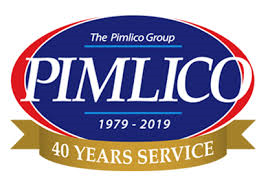 The Pimlico Group
PIMLICO
1979 - 2019
40 YEARS SERVICE